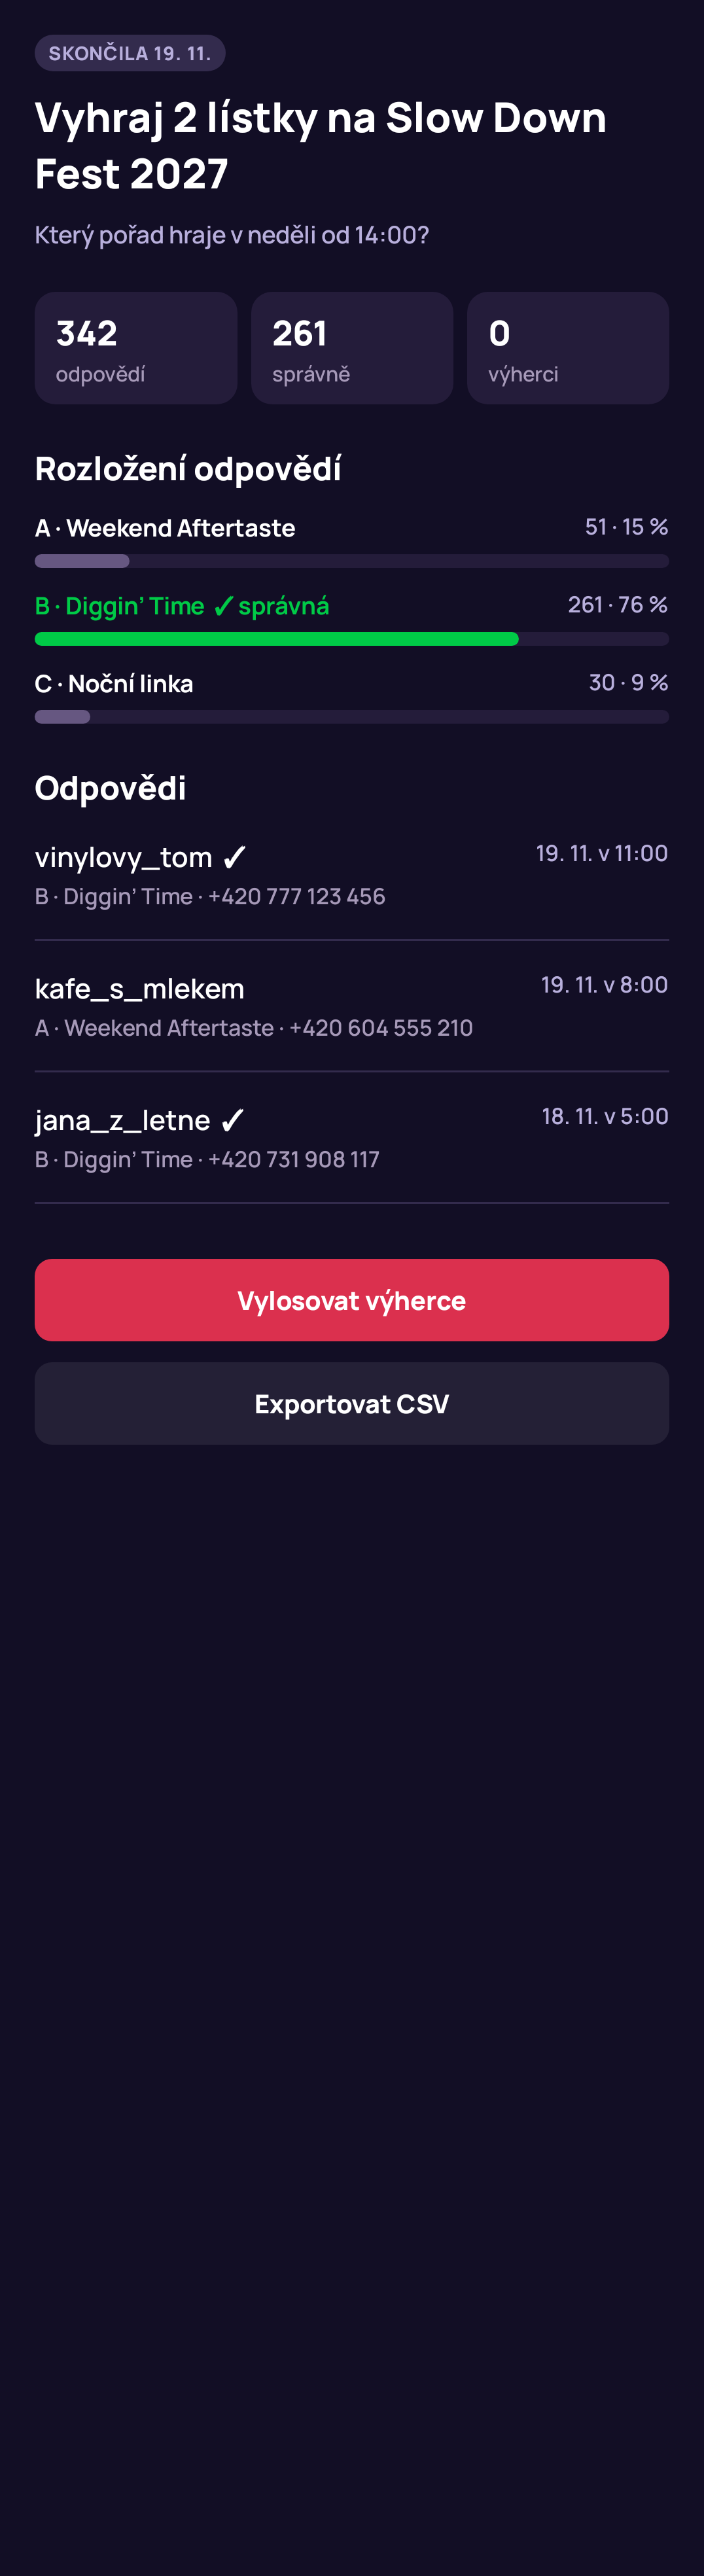 SKONČILA 19. 11.
Vyhraj 2 lístky na Slow Down
Fest 2027
Který pořad hraje v neděli od 14:00?
342
odpovědí
261
správně
0
výherci
Rozložení odpovědí
A · Weekend Aftertaste
51 · 15 %
B · Diggin’ Time ✓ správná
261 · 76 %
C · Noční linka
30 · 9 %
Odpovědi
vinylovy_tom ✓
19. 11. v 11:00
B · Diggin’ Time · +420 777 123 456
kafe_s_mlekem
19. 11. v 8:00
A · Weekend Aftertaste · +420 604 555 210
jana_z_letne ✓
18. 11. v 5:00
B · Diggin’ Time · +420 731 908 117
Vylosovat výherce
Exportovat CSV